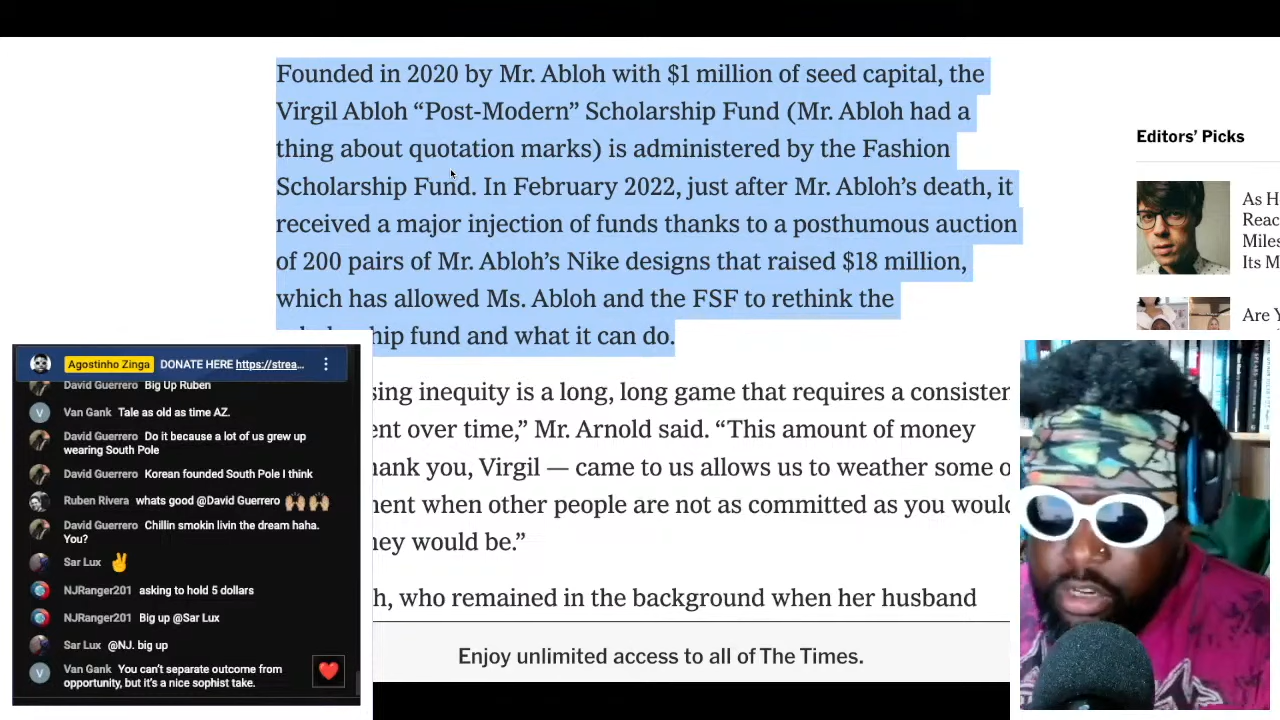 Founded in 2020 by Mr. Abloh with $1 million of seed capital, the
Virgil Abloh “Post-Modern” Scholarship Fund (Mr. Abloh had a
thing about quotation marks) is administered by the Fashion
Scholarship Fund. In February 2022, just after Mr. Abloh’s death, it
received a major injection of funds thanks to a posthumous auction
of 200 pairs of Mr. Abloh’s Nike designs that raised $18 million,
which has allowed Ms. Abloh and the FSF to rethink the
hip fund and what it can do.
sing inequity is a long, long game that requires a consisten
ent over time,” Mr. Arnold said. “This amount of money
hank you, Virgil — came to us allows us to weather some o
nent when other people are not as committed as you would
ney would be.”
h, who remained in the background when her husband
Enjoy unlimited access to all of The Times.
Editors’ Picks
As H
Reac
Miles
Its M
Are Y
Agostinho Zinga DONATE HERE https://strea...
David Guerrero Big Up Ruben
Van Gank Tale as old as time AZ.
David Guerrero Do it because a lot of us grew up
wearing South Pole
David Guerrero Korean founded South Pole I think
Ruben Rivera whats good @David Guerrero
David Guerrero Chillin smokin livin the dream haha.
You?
Sar Lux
NJRanger201 asking to hold 5 dollars
NJRanger201 Big up @Sar Lux
Sar Lux @NJ. big up
Van Gank You can’t separate outcome from
opportunity, but it’s a nice sophist take.